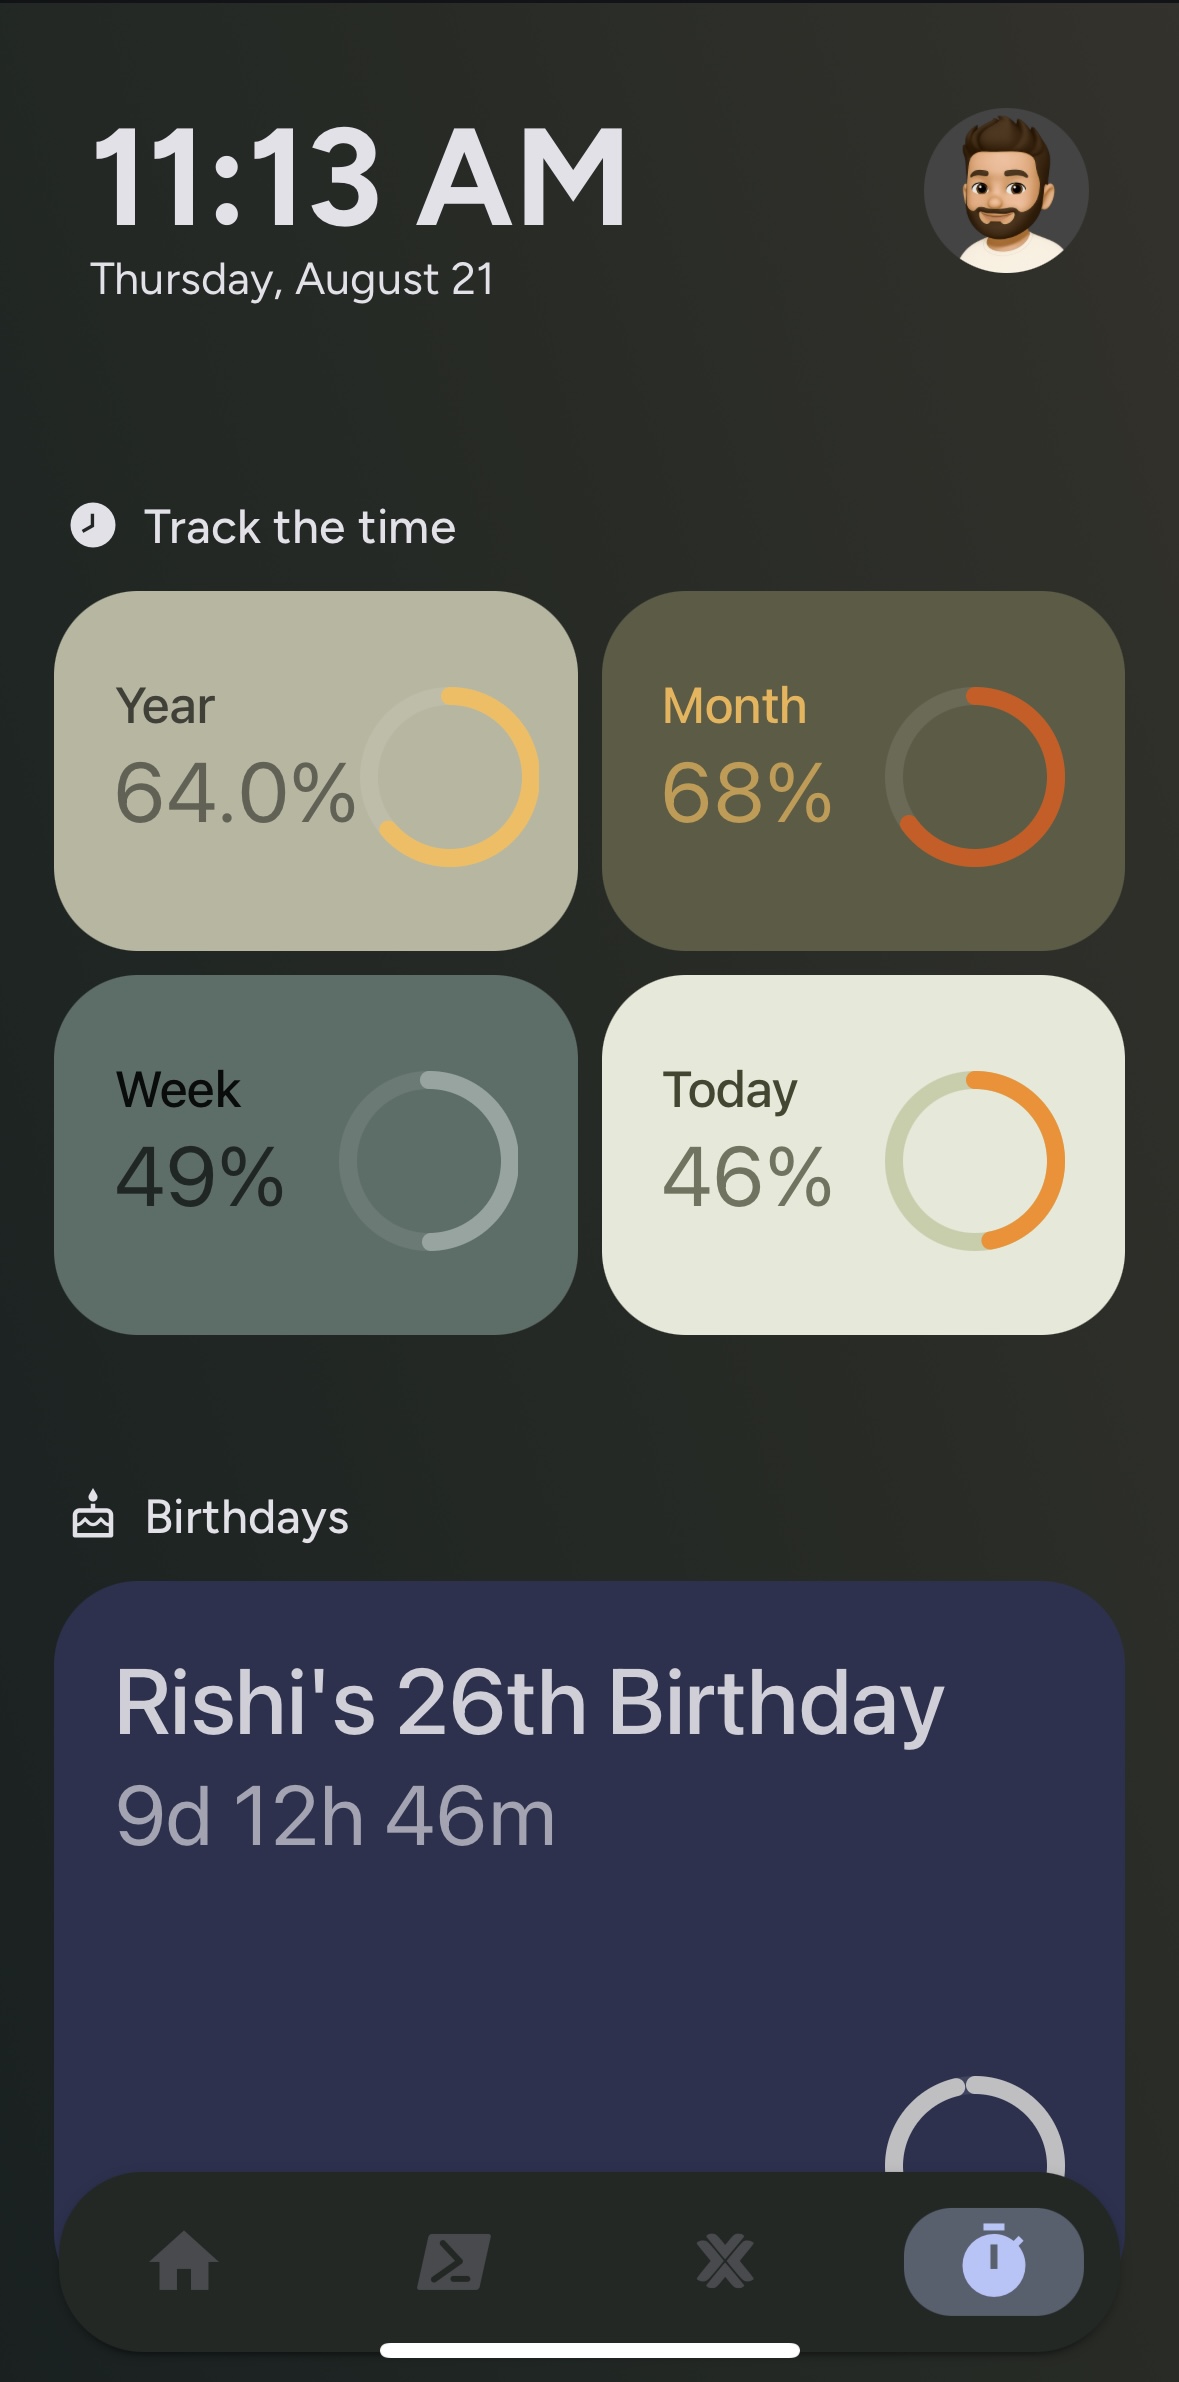 11:13 AM
Thursday, August 21
Track the time
Year
64.0%
Month
68%
Week
49%
Today
46%
Birthdays
Rishi's 26th Birthday
9d 12h 46m